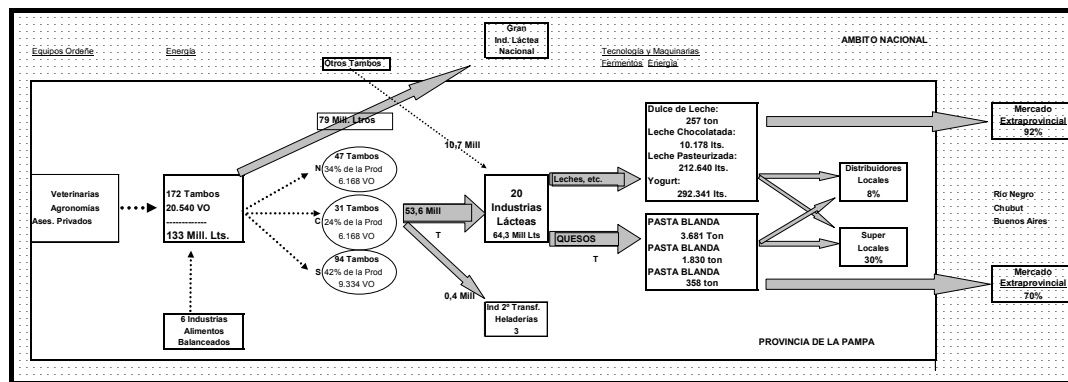 Gran
Ind. Láctea
Nacional
AMBITO NACIONAL
Equipos Ordeñe
Energía
Tecnología y Maquinarias
Fermentos Energía
Otros Tambos
79 Mill. Ltros
10,7 Mill
Veterinarias
Agronomías
Ases. Privados
172 Tambos
20.540 VO
-------------
133 Mill. Lts.
6 Industrias
Alimentos
Balanceados
N
47 Tambos
34% de la Prod
6.168 VO
C
31 Tambos
24% de la Prod
6.168 VO
S
94 Tambos
42% de la Prod
9.334 VO
53,6 Mill
T
0,4 Mill
20
Industrias
Lácteas
64,3 Mill Lts
Ind 2º Transf.
Heladerías
3
Leches, etc.
QUESOS
T
Dulce de Leche:
257 ton
Leche Chocolatada:
10.178 lts.
Leche Pasteurizada:
212.640 lts.
Yogurt:
292.341 lts.
PASTA BLANDA
3.681 Ton
PASTA BLANDA
1.830 ton
PASTA BLANDA
358 ton
Distribuidores
Locales
8%
Super
Locales
30%
Mercado
Extraprovincial
92%
Río Negro
Chubut
Buenos Aires
Mercado
Extraprovincial
70%
PROVINCIA DE LA PAMPA